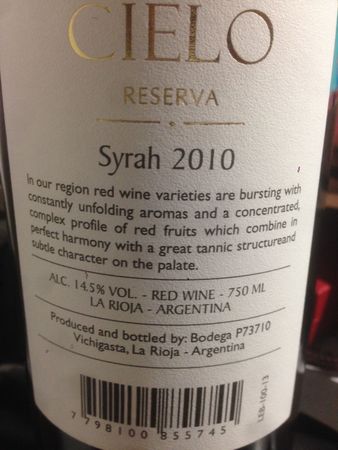 CIELO
RESERVA
Syrah 2010
In our region red wine varieties are bursting with
constantly unfolding aromas and a concentrated,
complex profile of red fruits which combine in
perfect harmony with a great tannic structureand
subtle character on the palate.
ALC. 14.5% VOL. - RED WINE - 750 ML
LA RIOJA - ARGENTINA
Produced and bottled by: Bodega P73710
Vichigasta, La Rioja - Argentina
7 798100 855745
LEB-100-13